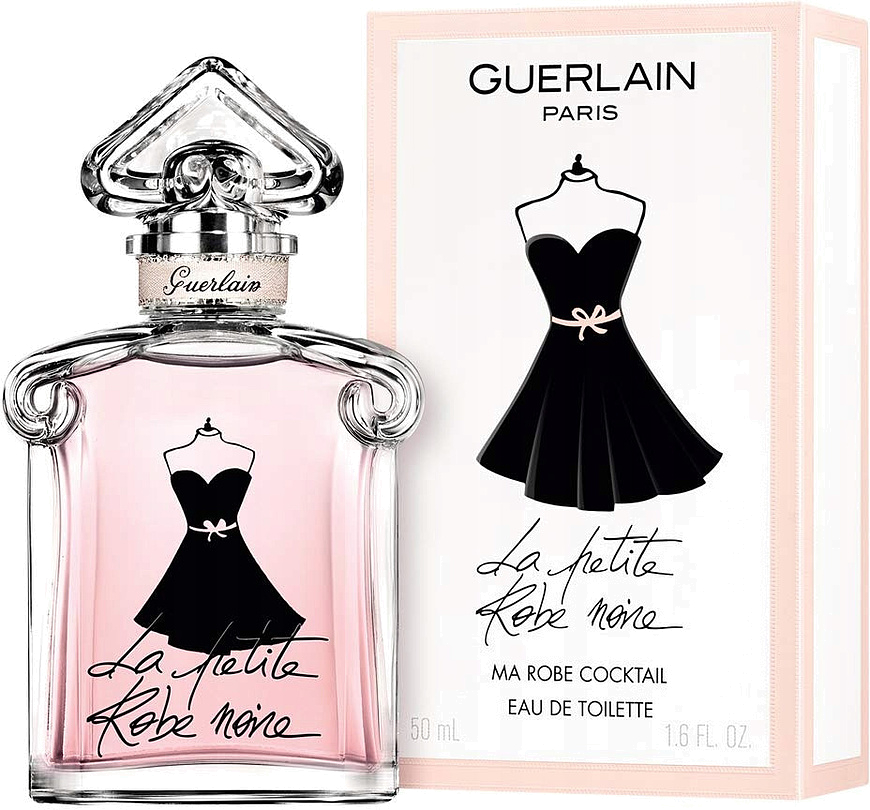 Guerlain
La petite
Robe noire
GUERLAIN
PARIS
La petite
Robe noire
MA ROBE COCKTAIL
EAU DE TOILETTE
50 mL
1.6 FL. OZ.